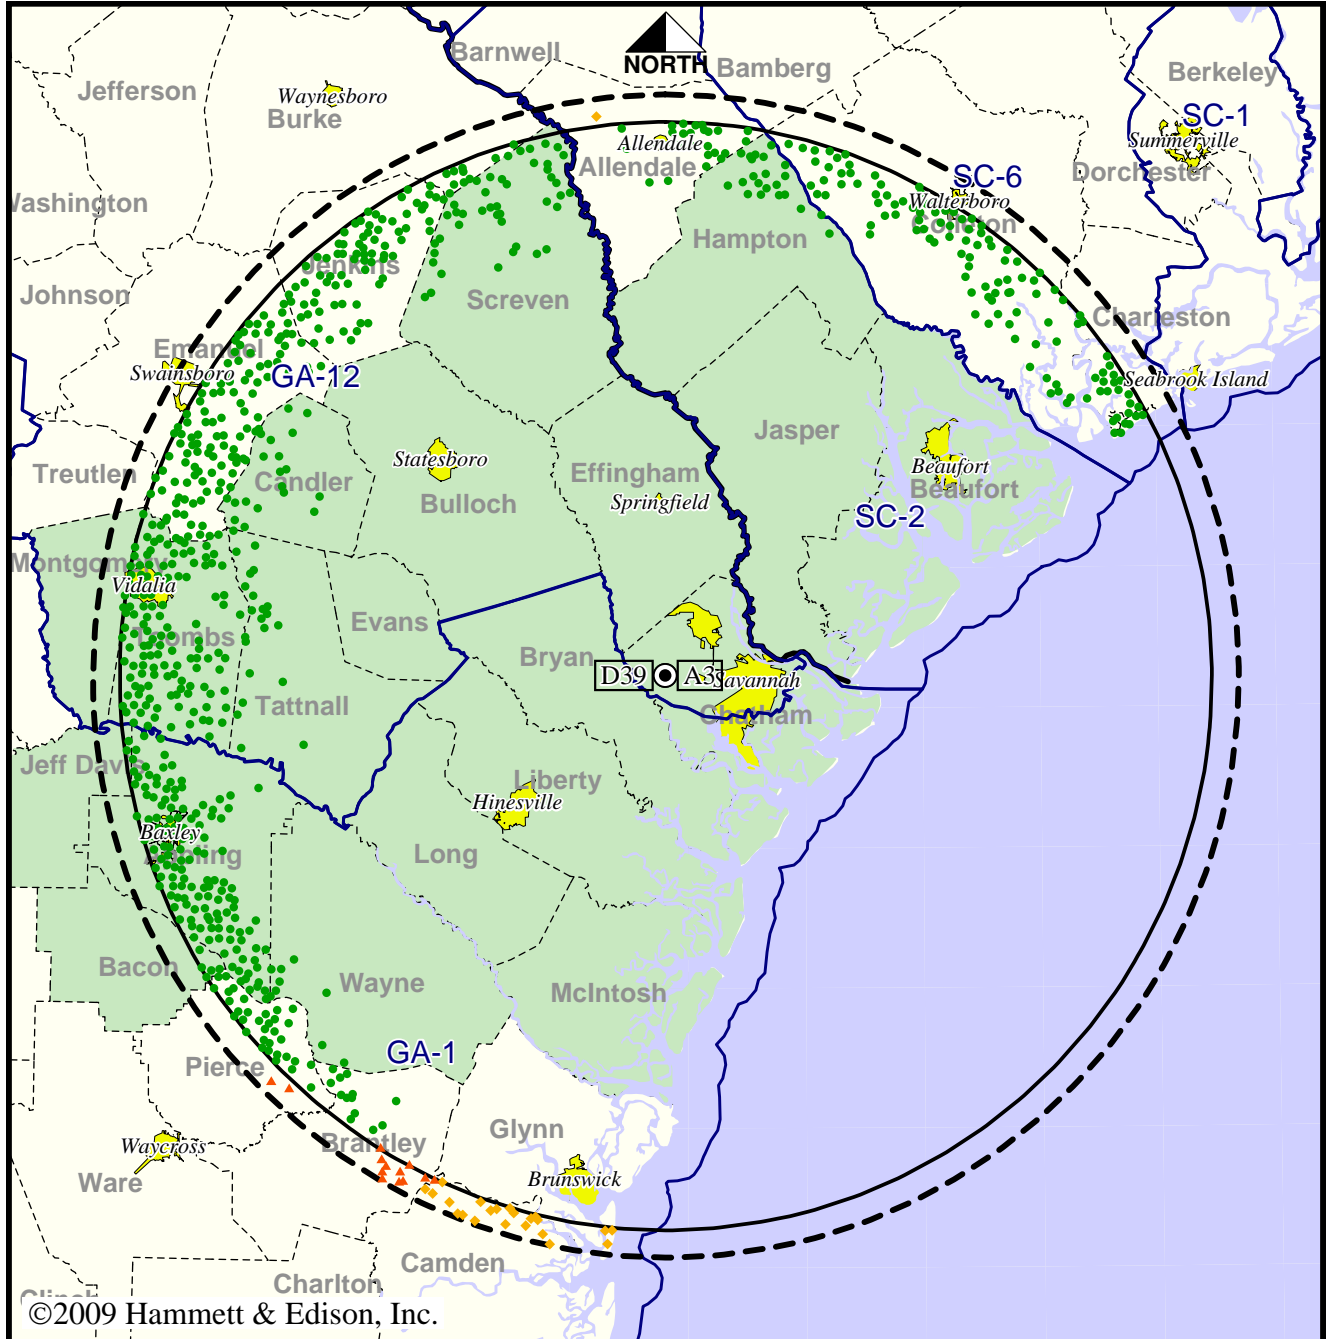 Barnwell
NORTH
Bamberg
Berkeley
Jefferson
Waynesboro
Burke
SC-1
Summerville
Allendale
Allendale
Dorchester
SC-6
Walterboro
Colleton
Washington
Hampton
Jenkins
Johnson
Screven
Charleston
Emanuel
Swainsboro
GA-12
Seabrook Island
Jasper
Treutlen
Candler
Statesboro
Bulloch
Effingham
Springfield
Beaufort
Beaufort
SC-2
Montgomery
Vidalia
Toombs
Evans
Bryan
D39
A3
Savannah
Tattnall
Chatham
Jeff Davis
Liberty
Hinesville
Baxley
Appling
Long
Bacon
Wayne
McIntosh
GA-1
Pierce
Glynn
Brantley
Waycross
Ware
Brunswick
Camden
Charlton
Clinch
©2009 Hammett & Edison, Inc.